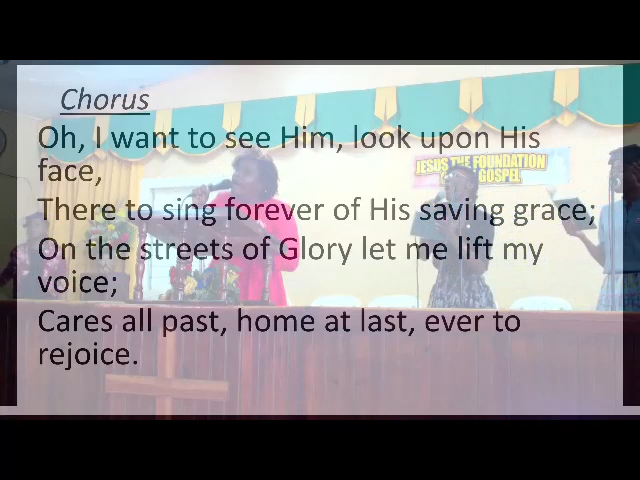 Chorus
Oh, I want to see Him, look upon His
face,
There to sing forever of His saving grace;
On the streets of Glory let me lift my
voice;
Cares all past, home at last, ever to
rejoice.
JESUS THE FOUNDATION
GOSPEL